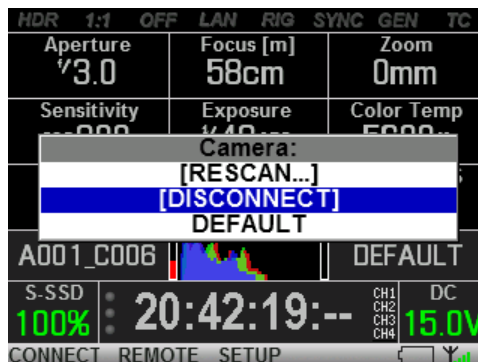 HDR 1:1 OFF LAN RIG SYNC GEN TC
Aperture Focus [m] Zoom
f/3.0 58cm 0mm
Sensitivity Exposure Color Temp
Camera:
[RESCAN...]
[DISCONNECT]
DEFAULT
A001_C006 DEFAULT
S-SSD CH1 DC
CH2
100% 20:42:19:-- CH3 15.0V
CH4
CONNECT REMOTE SETUP